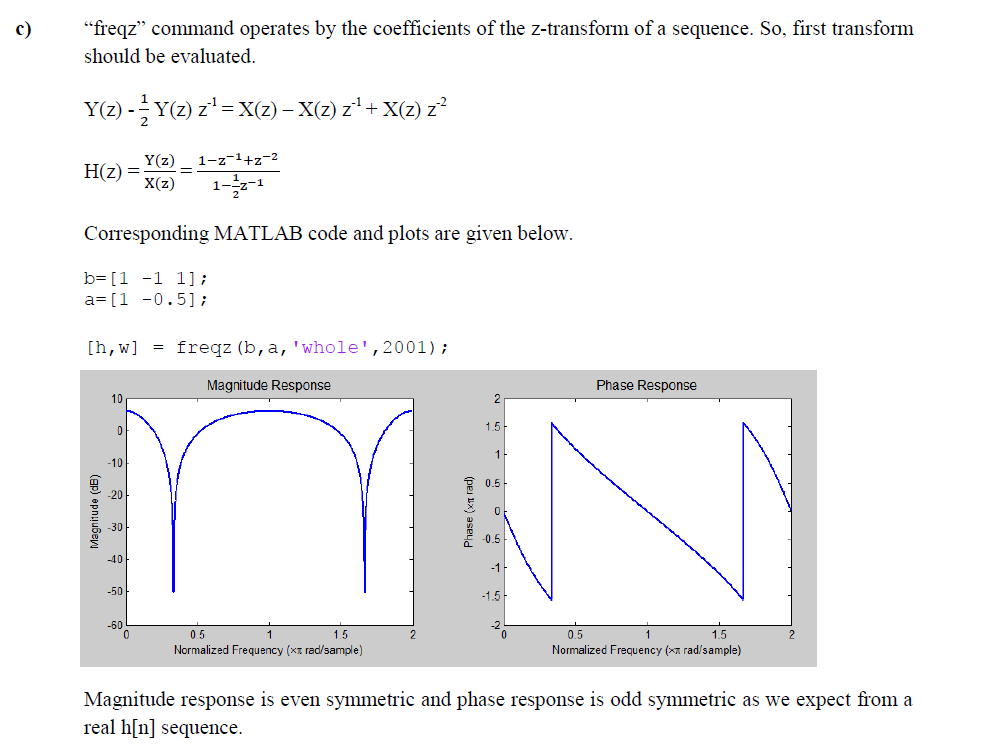 c) “freqz” command operates by the coefficients of the z-transform of a sequence. So, first transform
should be evaluated.
Y(z) - 1/2 Y(z) z⁻¹ = X(z) – X(z) z⁻¹ + X(z) z⁻²
H(z) = Y(z)/X(z) = (1−z⁻¹+z⁻²)/(1−½z⁻¹)
Corresponding MATLAB code and plots are given below.
b=[1 -1 1];
a=[1 -0.5];
[h,w] = freqz(b,a,'whole',2001);
Magnitude Response
10
0
-10
-20
-30
-40
-50
-60
Magnitude (dB)
0 0.5 1 1.5 2
Normalized Frequency (×π rad/sample)
Phase Response
2
1.5
1
0.5
0
-0.5
-1
-1.5
-2
Phase (×π rad)
0 0.5 1 1.5 2
Normalized Frequency (×π rad/sample)
Magnitude response is even symmetric and phase response is odd symmetric as we expect from a
real h[n] sequence.